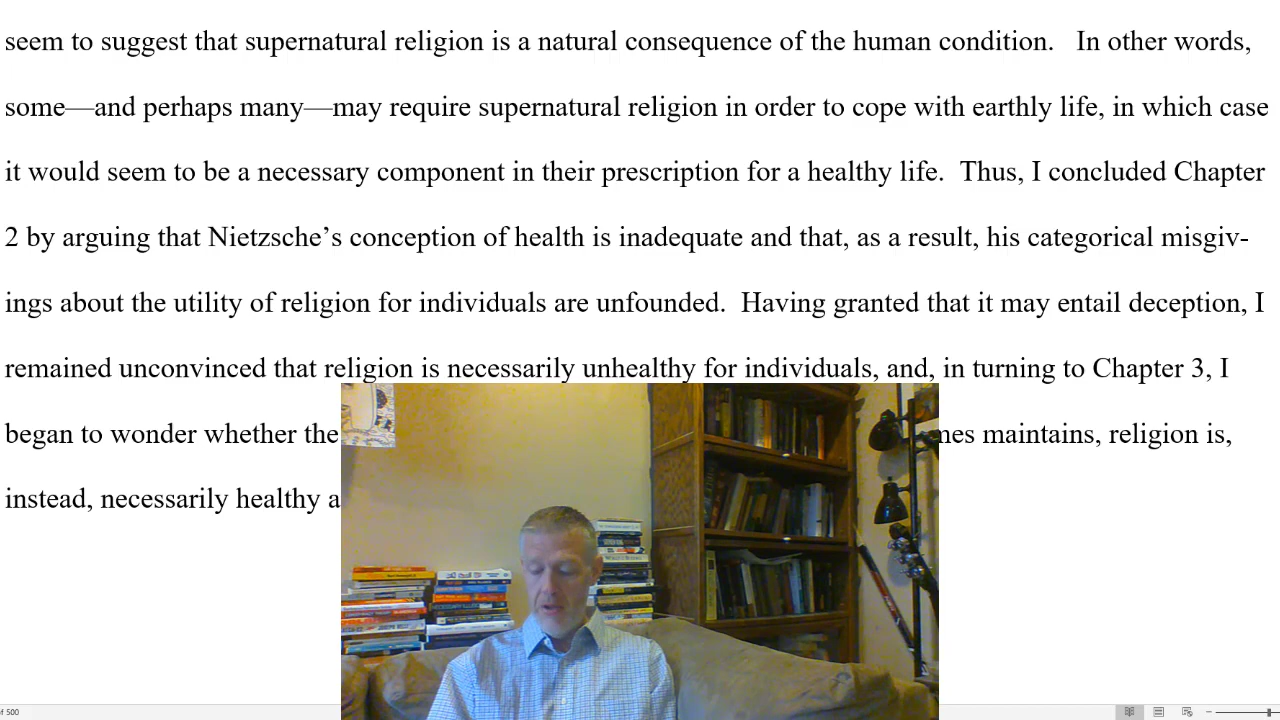 seem to suggest that supernatural religion is a natural consequence of the human condition. In other words,
some—and perhaps many—may require supernatural religion in order to cope with earthly life, in which case
it would seem to be a necessary component in their prescription for a healthy life. Thus, I concluded Chapter
2 by arguing that Nietzsche’s conception of health is inadequate and that, as a result, his categorical misgiv-
ings about the utility of religion for individuals are unfounded. Having granted that it may entail deception, I
remained unconvinced that religion is necessarily unhealthy for individuals, and, in turning to Chapter 3, I
began to wonder whether the mes maintains, religion is,
instead, necessarily healthy a
of 500